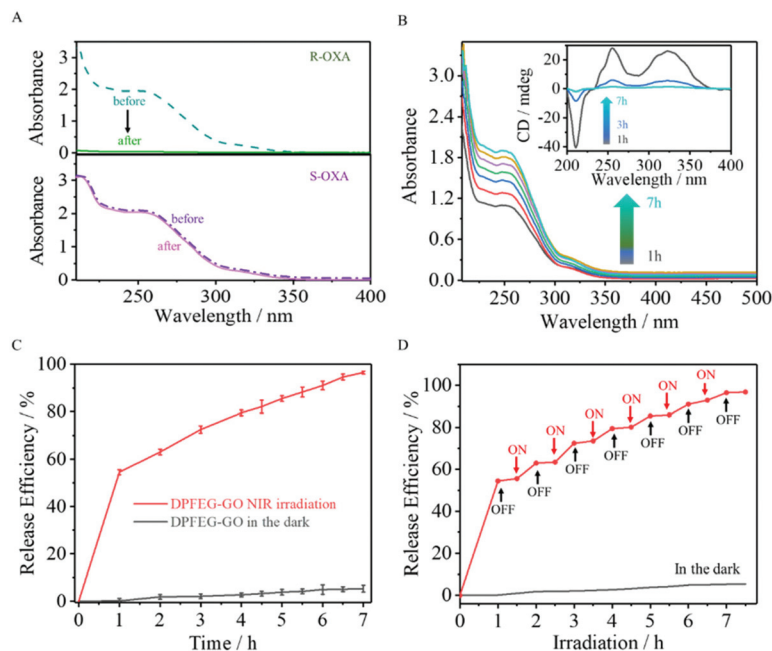 A
R-OXA
3
2
1
0
before
after
Absorbance
S-OXA
3
2
1
0
before
after
Absorbance
250 300 350 400
Wavelength / nm
B
3.0
2.4
1.8
1.2
0.6
0.0
Absorbance
20
0
-20
-40
CD / mdeg
7h
3h
1h
200 250 300 350 400
Wavelength / nm
7h
1h
250 300 350 400 450 500
Wavelength / nm
C
100
80
60
40
20
0
Release Efficiency / %
DPFEG-GO NIR irradiation
DPFEG-GO in the dark
0 1 2 3 4 5 6 7
Time / h
D
100
80
60
40
20
0
Release Efficiency / %
ON ON ON ON ON ON
OFF OFF OFF OFF OFF OFF OFF
In the dark
0 1 2 3 4 5 6 7
Irradiation / h